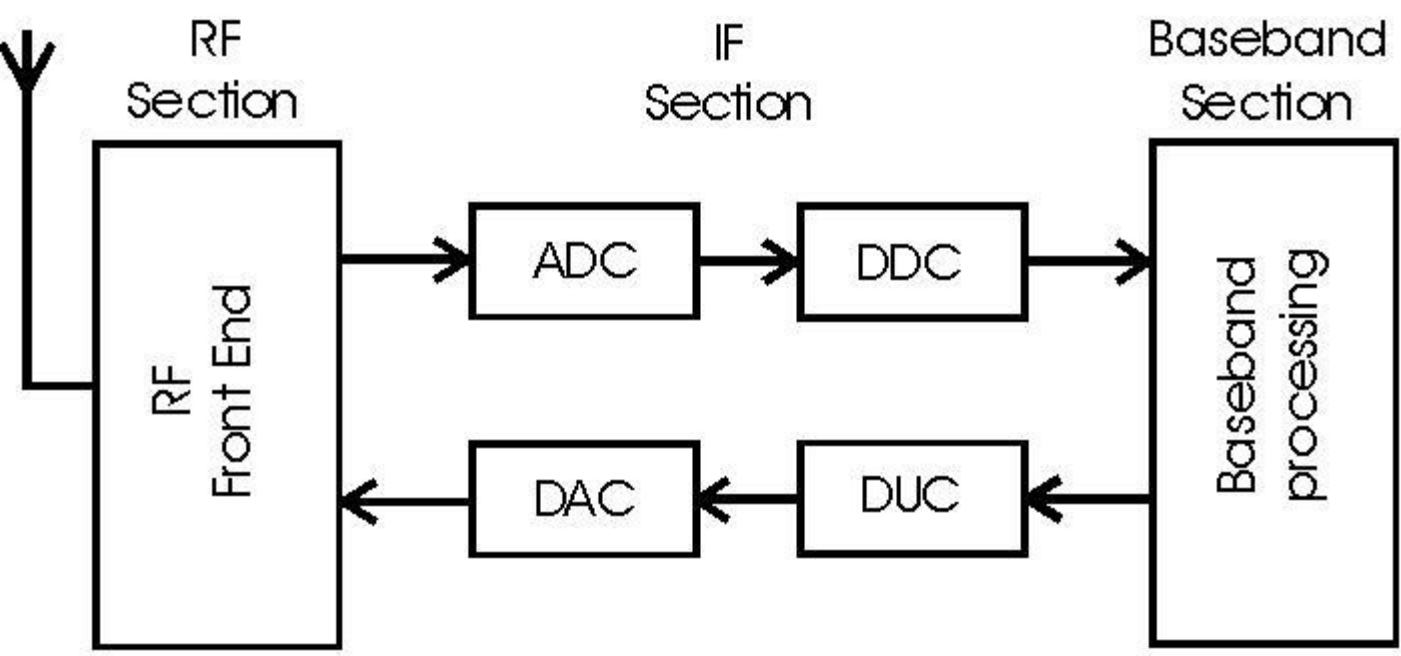 RF
Section
IF
Section
Baseband
Section
RF
Front End
ADC
DDC
DAC
DUC
Baseband
processing